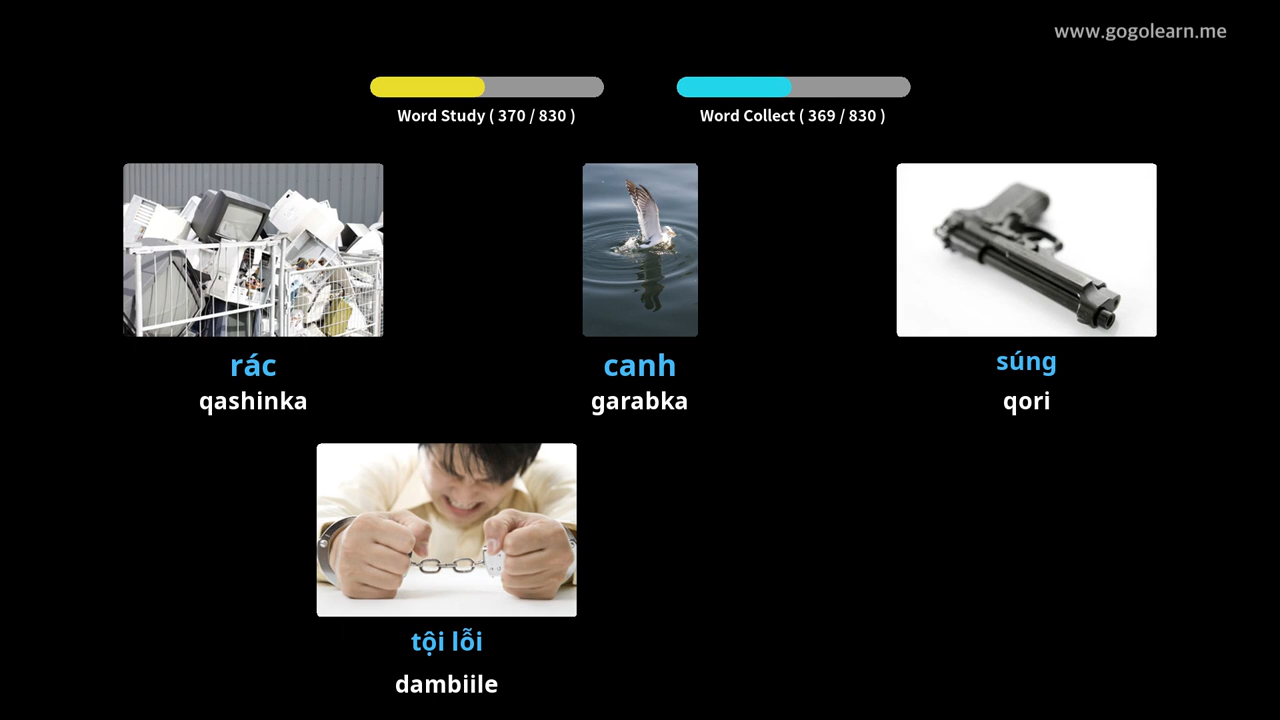 www.gogolearn.me
Word Study ( 370 / 830 )
Word Collect ( 369 / 830 )
rác
qashinka
canh
garabka
súng
qori
tội lỗi
dambiile